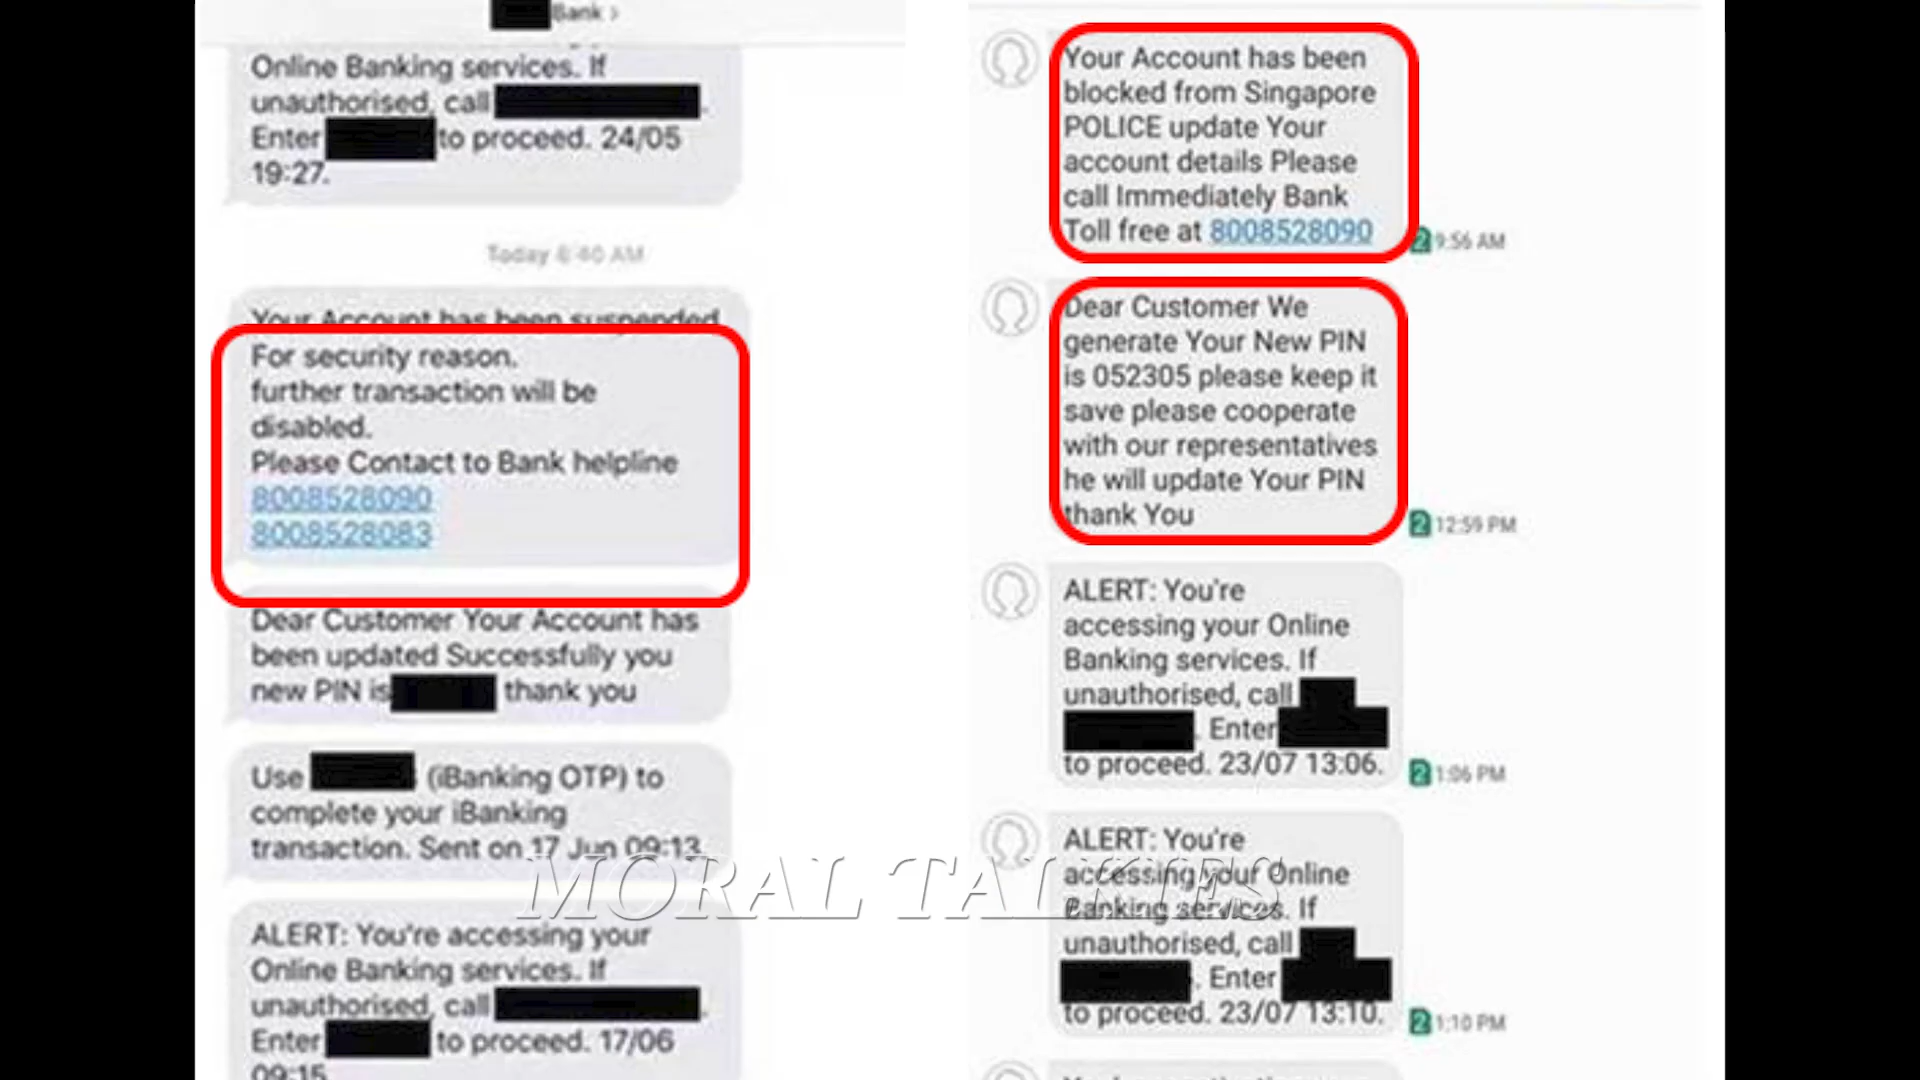 Bank >
Online Banking services. If
unauthorised, call .
Enter to proceed. 24/05
19:27.
Today 8:40 AM
Your Account has been suspended
For security reason.
further transaction will be
disabled.
Please Contact to Bank helpline
8008528090
8008528083
Dear Customer Your Account has
been updated Successfully you
new PIN is thank you
Use (iBanking OTP) to
complete your iBanking
transaction. Sent on 17 Jun 09:13.
ALERT: You're accessing your
Online Banking services. If
unauthorised, call .
Enter to proceed. 17/06
09:15
Your Account has been
blocked from Singapore
POLICE update Your
account details Please
call Immediately Bank
Toll free at 8008528090
2 9:56 AM
Dear Customer We
generate Your New PIN
is 052305 please keep it
save please cooperate
with our representatives
he will update Your PIN
thank You
2 12:59 PM
ALERT: You're
accessing your Online
Banking services. If
unauthorised, call
. Enter
to proceed. 23/07 13:06.
2 1:06 PM
ALERT: You're
accessing your Online
Banking services. If
unauthorised, call
. Enter
to proceed. 23/07 13:10.
2 1:10 PM
MORAL TALKIES